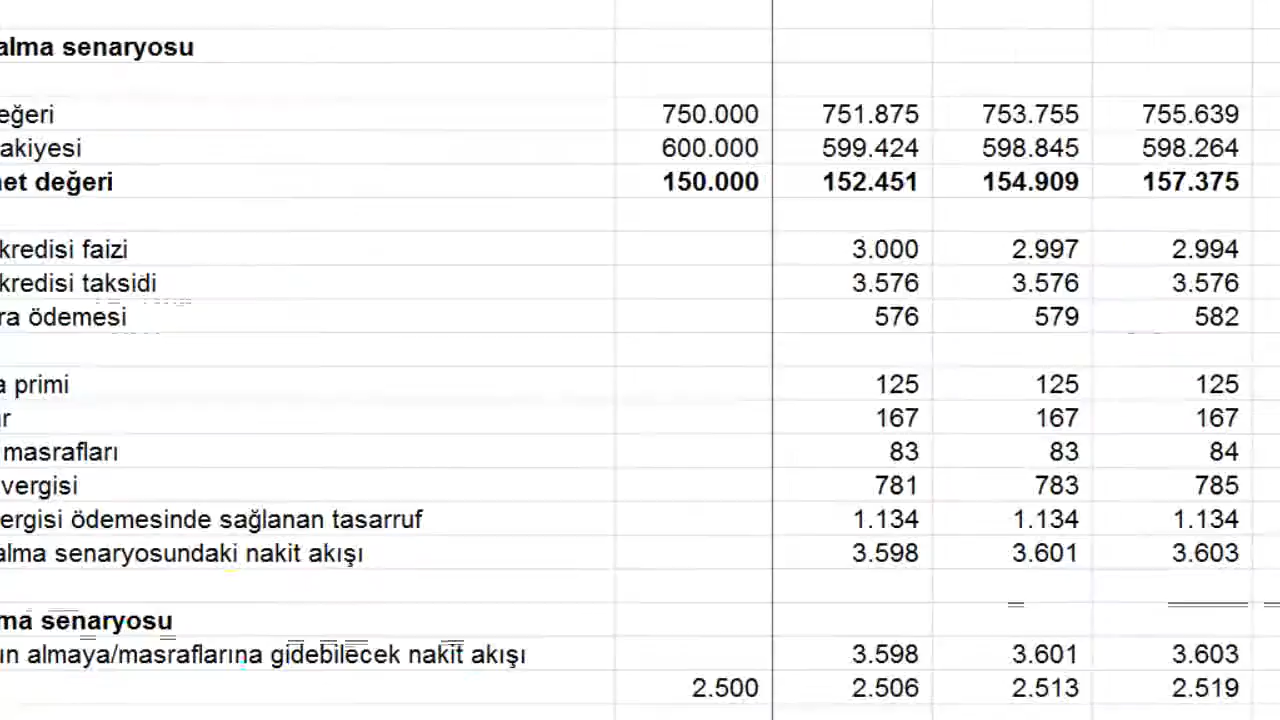 alma senaryosu
eğeri 750.000 751.875 753.755 755.639
akiyesi 600.000 599.424 598.845 598.264
net değeri 150.000 152.451 154.909 157.375
kredisi faizi 3.000 2.997 2.994
kredisi taksidi 3.576 3.576 3.576
ra ödemesi 576 579 582
a primi 125 125 125
ır 167 167 167
masrafları 83 83 84
vergisi 781 783 785
ergisi ödemesinde sağlanan tasarruf 1.134 1.134 1.134
alma senaryosundaki nakit akışı 3.598 3.601 3.603
ma senaryosu
ın almaya/masraflarına gidebilecek nakit akışı 3.598 3.601 3.603
2.500 2.506 2.513 2.519